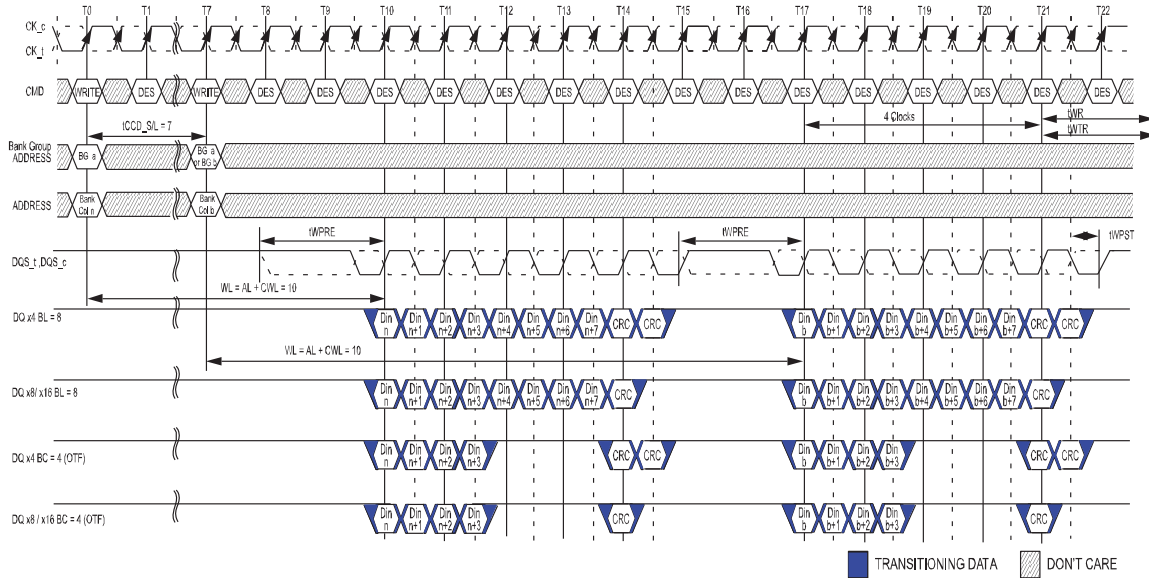 T0 T1 T7 T8 T9 T10 T11 T12 T13 T14 T15 T16 T17 T18 T19 T20 T21 T22
CK_c
CK_t
CMD WRITE DES WRITE DES DES DES DES DES DES DES DES DES DES DES DES DES DES DES
tCCD_S/L = 7
4 Clocks
tWR
tWTR
Bank Group
ADDRESS
BG a
BG a
or BG b
ADDRESS
Bank
Col n
Bank
Col b
tWPRE
tWPRE
tWPST
DQS_t ,DQS_c
WL = AL + CWL = 10
DQ x4 BL = 8
Din n Din n+1 Din n+2 Din n+3 Din n+4 Din n+5 Din n+6 Din n+7 CRC CRC
Din b Din b+1 Din b+2 Din b+3 Din b+4 Din b+5 Din b+6 Din b+7 CRC CRC
WL = AL + CWL = 10
DQ x8/ x16 BL = 8
Din n Din n+1 Din n+2 Din n+3 Din n+4 Din n+5 Din n+6 Din n+7 CRC
Din b Din b+1 Din b+2 Din b+3 Din b+4 Din b+5 Din b+6 Din b+7 CRC
DQ x4 BC = 4 (OTF)
Din n Din n+1 Din n+2 Din n+3 CRC CRC
Din b Din b+1 Din b+2 Din b+3 CRC CRC
DQ x8 / x16 BC = 4 (OTF)
Din n Din n+1 Din n+2 Din n+3 CRC
Din b Din b+1 Din b+2 Din b+3 CRC
TRANSITIONING DATA
DON'T CARE